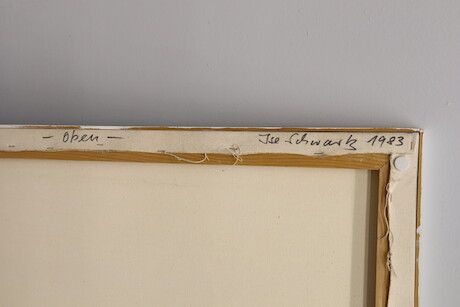 - Oben - Ise Schwartz 1983